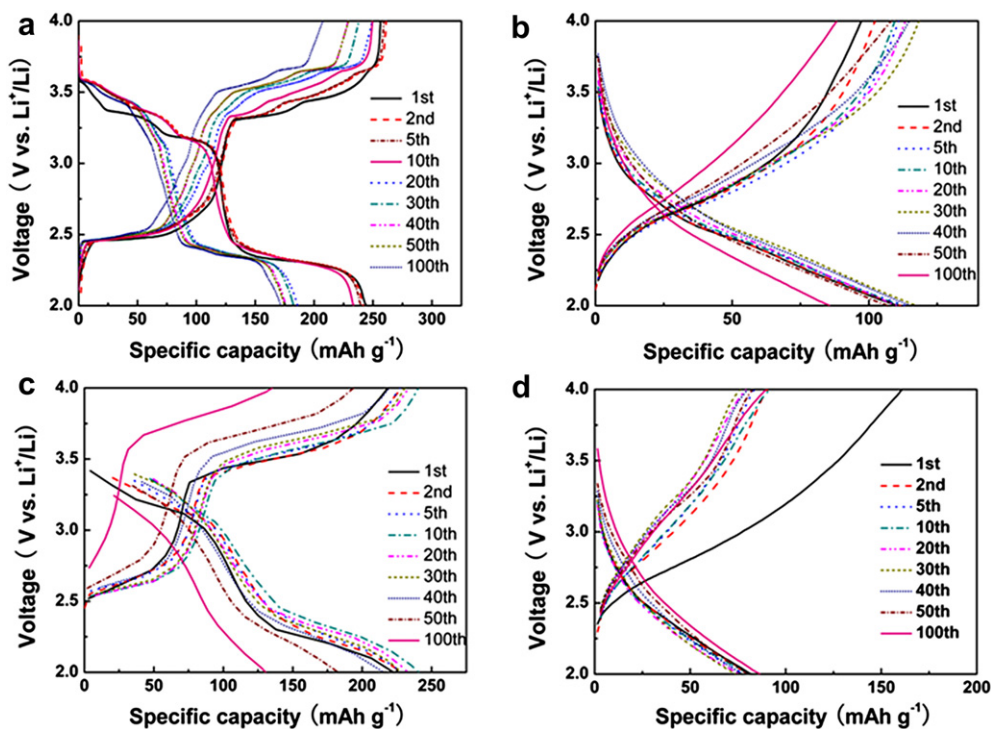 a
4.0
3.5
3.0
2.5
2.0
Voltage ( V vs. Li⁺/Li)
0 50 100 150 200 250 300
Specific capacity (mAh g⁻¹)
1st
2nd
5th
10th
20th
30th
40th
50th
100th
b
4.0
3.5
3.0
2.5
2.0
Voltage ( V vs. Li⁺/Li)
0 50 100
Specific capacity (mAh g⁻¹)
1st
2nd
5th
10th
20th
30th
40th
50th
100th
c
4.0
3.5
3.0
2.5
2.0
Voltage ( V vs. Li⁺/Li)
0 50 100 150 200 250
Specific capacity (mAh g⁻¹)
1st
2nd
5th
10th
20th
30th
40th
50th
100th
d
4.0
3.5
3.0
2.5
2.0
Voltage ( V vs. Li⁺/Li)
0 50 100 150 200
Specific capacity (mAh g⁻¹)
1st
2nd
5th
10th
20th
30th
40th
50th
100th